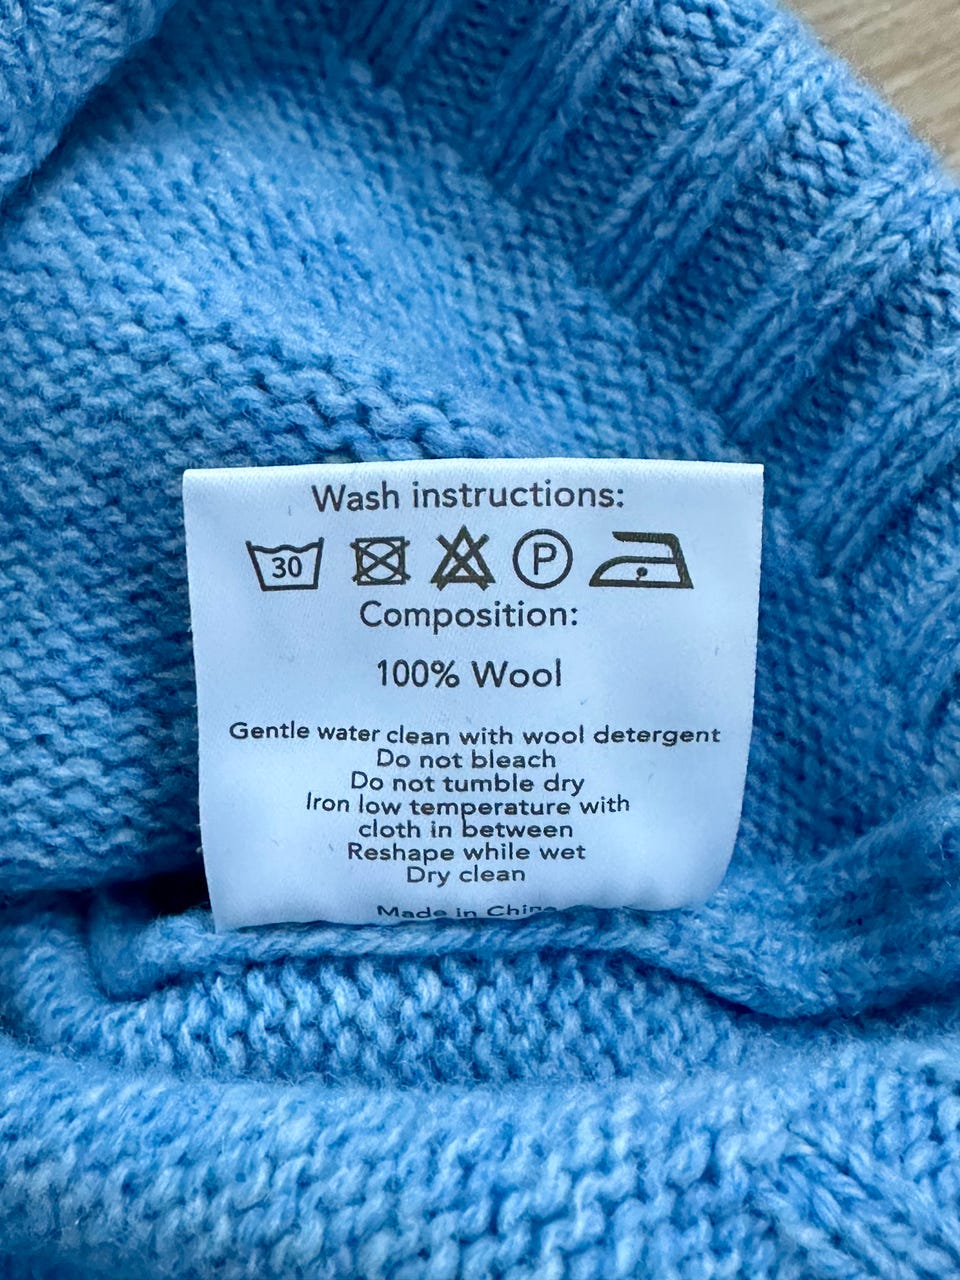 Wash instructions:
30 P
Composition:
100% Wool
Gentle water clean with wool detergent
Do not bleach
Do not tumble dry
Iron low temperature with
cloth in between
Reshape while wet
Dry clean
Made in China